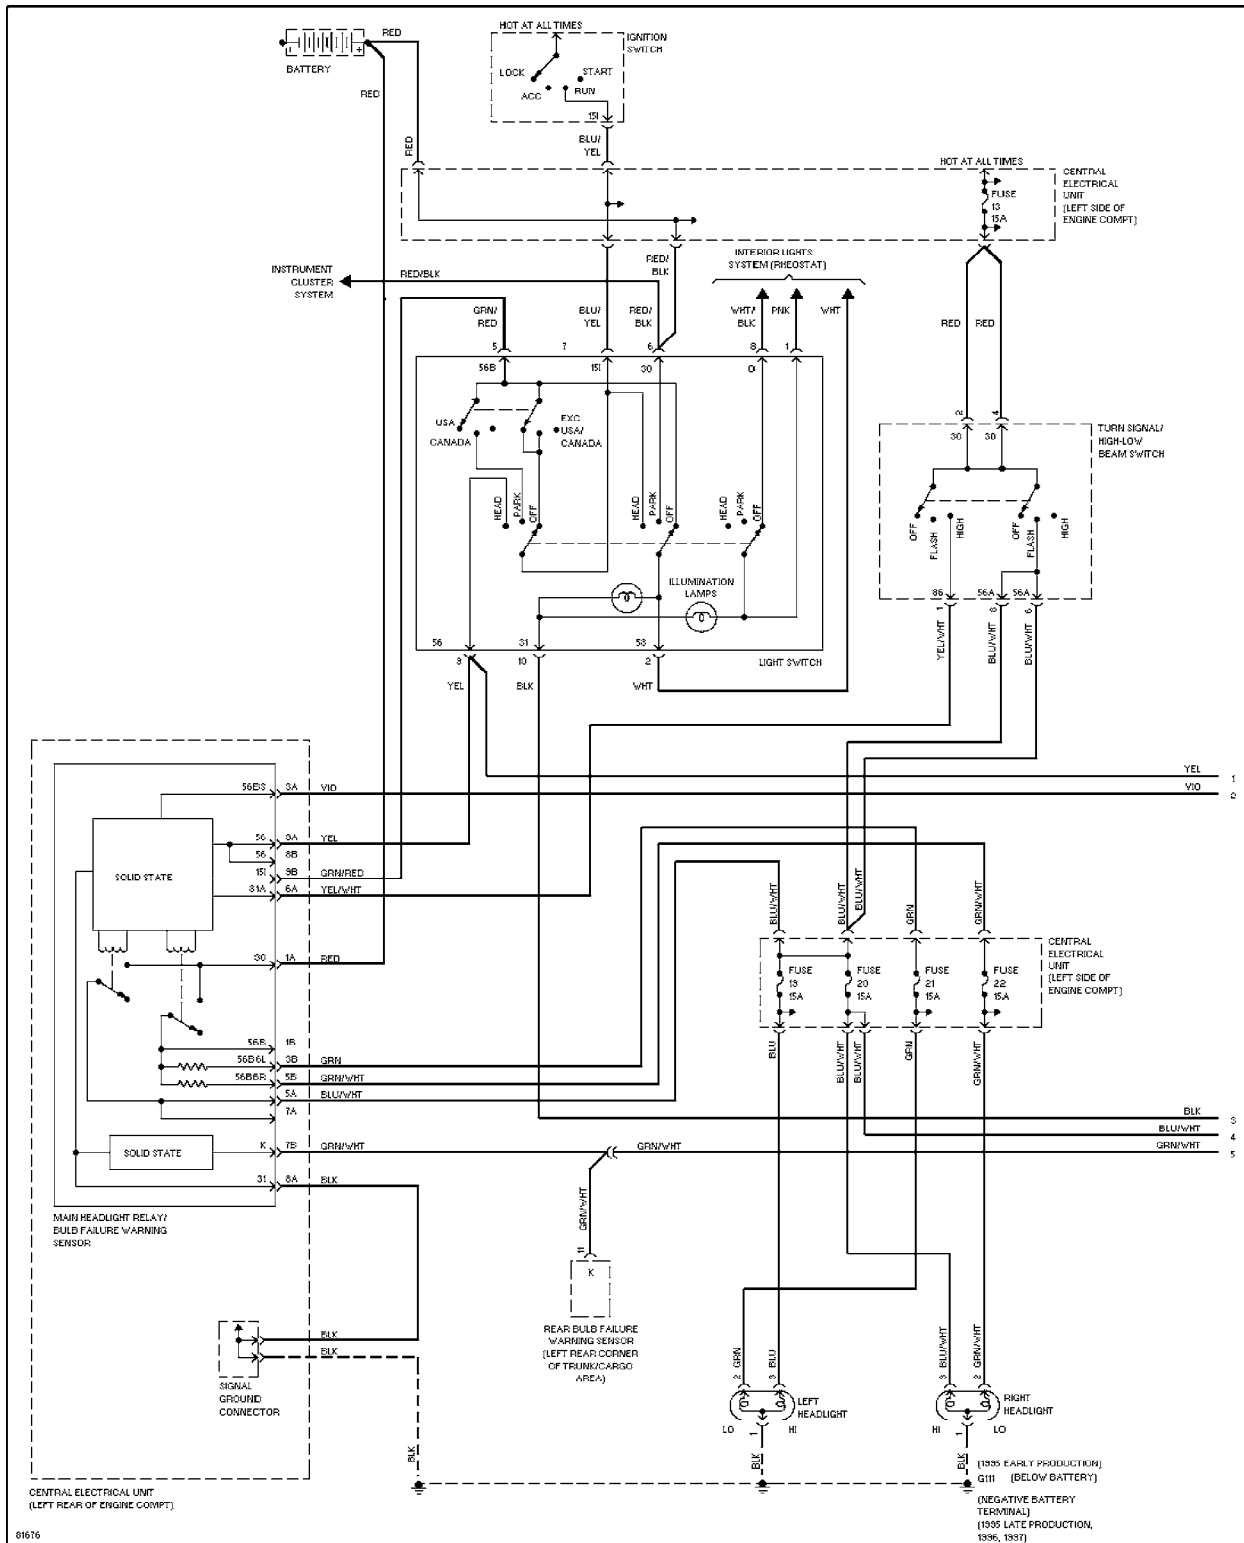 HOT AT ALL TIMES
RED
IGNITION
SWITCH
BATTERY
LOCK
START
ACC
RUN
RED
15I
RED
BLU/
YEL
HOT AT ALL TIMES
CENTRAL
ELECTRICAL
UNIT
(LEFT SIDE OF
ENGINE COMPT)
FUSE
13
15A
INTERIOR LIGHTS
SYSTEM (RHEOSTAT)
INSTRUMENT
CLUSTER
SYSTEM
RED/BLK
RED/
BLK
GRN/
RED
BLU/
YEL
RED/
BLK
WHT/
BLK
PNK
WHT
RED
RED
5
7
6
8
1
56B
15I
30
0
2
4
30
30
TURN SIGNAL/
HIGH-LOW
BEAM SWITCH
USA
CANADA
EXC
USA/
CANADA
HEAD
PARK
OFF
HEAD
PARK
OFF
HEAD
PARK
OFF
OFF
FLASH
HIGH
OFF
FLASH
HIGH
ILLUMINATION
LAMPS
86
56A
56A
1
8
6
56
31
58
9
10
2
LIGHT SWITCH
YEL
BLK
WHT
YEL/WHT
BLU/WHT
BLU/WHT
YEL
1
56BS
3A
VIO
VIO
2
56
9A
YEL
56
8B
SOLID STATE
15I
9B
GRN/RED
81A
6A
YEL/WHT
BLU/WHT
BLU/WHT
BLU/WHT
GRN
GRN/WHT
30
1A
RED
CENTRAL
ELECTRICAL
UNIT
(LEFT SIDE OF
ENGINE COMPT)
FUSE
19
15A
FUSE
20
15A
FUSE
21
15A
FUSE
22
15A
56B
1B
56B6L
3B
GRN
56B6R
5B
GRN/WHT
5A
BLU/WHT
7A
BLU
BLU/WHT
BLU/WHT
GRN
GRN/WHT
BLK
3
BLU/WHT
4
K
7B
GRN/WHT
GRN/WHT
GRN/WHT
5
SOLID STATE
31
8A
BLK
MAIN HEADLIGHT RELAY/
BULB FAILURE WARNING
SENSOR
GRN/WHT
11
K
REAR BULB FAILURE
WARNING SENSOR
(LEFT REAR CORNER
OF TRUNK/CARGO
AREA)
BLK
BLK
SIGNAL
GROUND
CONNECTOR
GRN
BLU
BLU/WHT
GRN/WHT
2
3
3
2
LEFT
HEADLIGHT
RIGHT
HEADLIGHT
LO
HI
HI
LO
1
1
BLK
BLK
BLK
(1995 EARLY PRODUCTION)
G111 (BELOW BATTERY)
(NEGATIVE BATTERY
TERMINAL)
(1995 LATE PRODUCTION,
1996, 1997)
CENTRAL ELECTRICAL UNIT
(LEFT REAR OF ENGINE COMPT)
81676